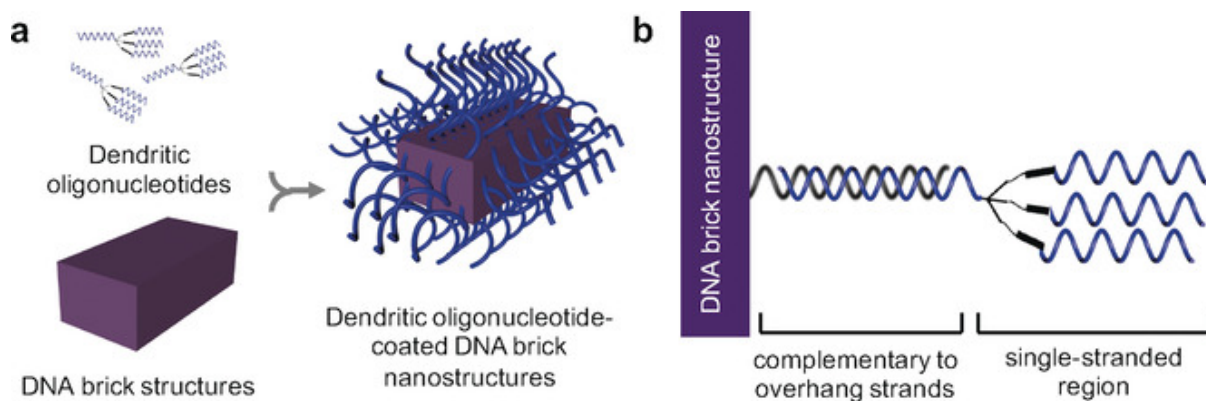 a
Dendritic
oligonucleotides
DNA brick structures
Dendritic oligonucleotide-
coated DNA brick
nanostructures
b
DNA brick nanostructure
complementary to
overhang strands
single-stranded
region